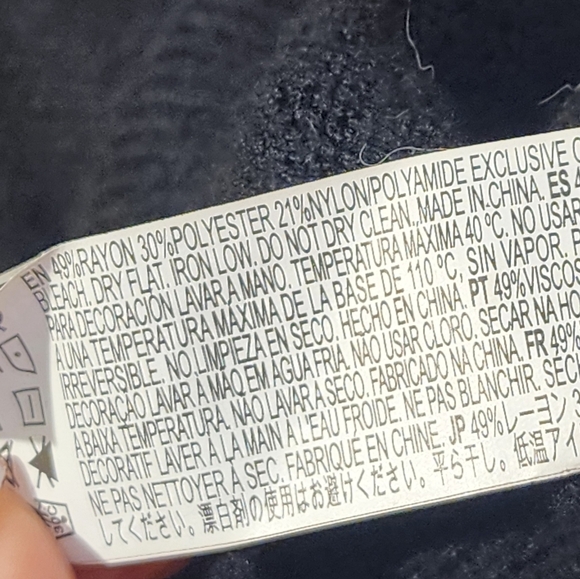 EN 49%RAYON 30%POLYESTER 21%NYLON/POLYAMIDE EXCLUSIVE
EACH. DRY FLAT. IRON LOW. DO NOT DRY CLEAN. MADE IN CHINA. ES
PARA DECORACIÓN LAVAR A MANO. TEMPERATURA MÁXIMA 40 °C. NO USAR
A UNA TEMPERATURA MÁXIMA DE LA BASE DE 110 °C, SIN VAPOR.
IRREVERSIBLE. NO LIMPIEZA EN SECO. HECHO EN CHINA. PT 49%VISCOS
DECORAÇÃO LAVAR A MÃO EM ÁGUA FRIA. NÃO USAR CLORO. SECAR NA HO
A BAIXA TEMPERATURA. NÃO LAVAR A SECO. FABRICADO NA CHINA. FR 49%
DÉCORATIF LAVER À LA MAIN À L'EAU FROIDE. NE PAS BLANCHIR. SÉC
NE PAS NETTOYER À SEC. FABRIQUÉ EN CHINE. JP 49%レーヨン
してください。漂白剤の使用はお避けください。平ら干し。低温アイ